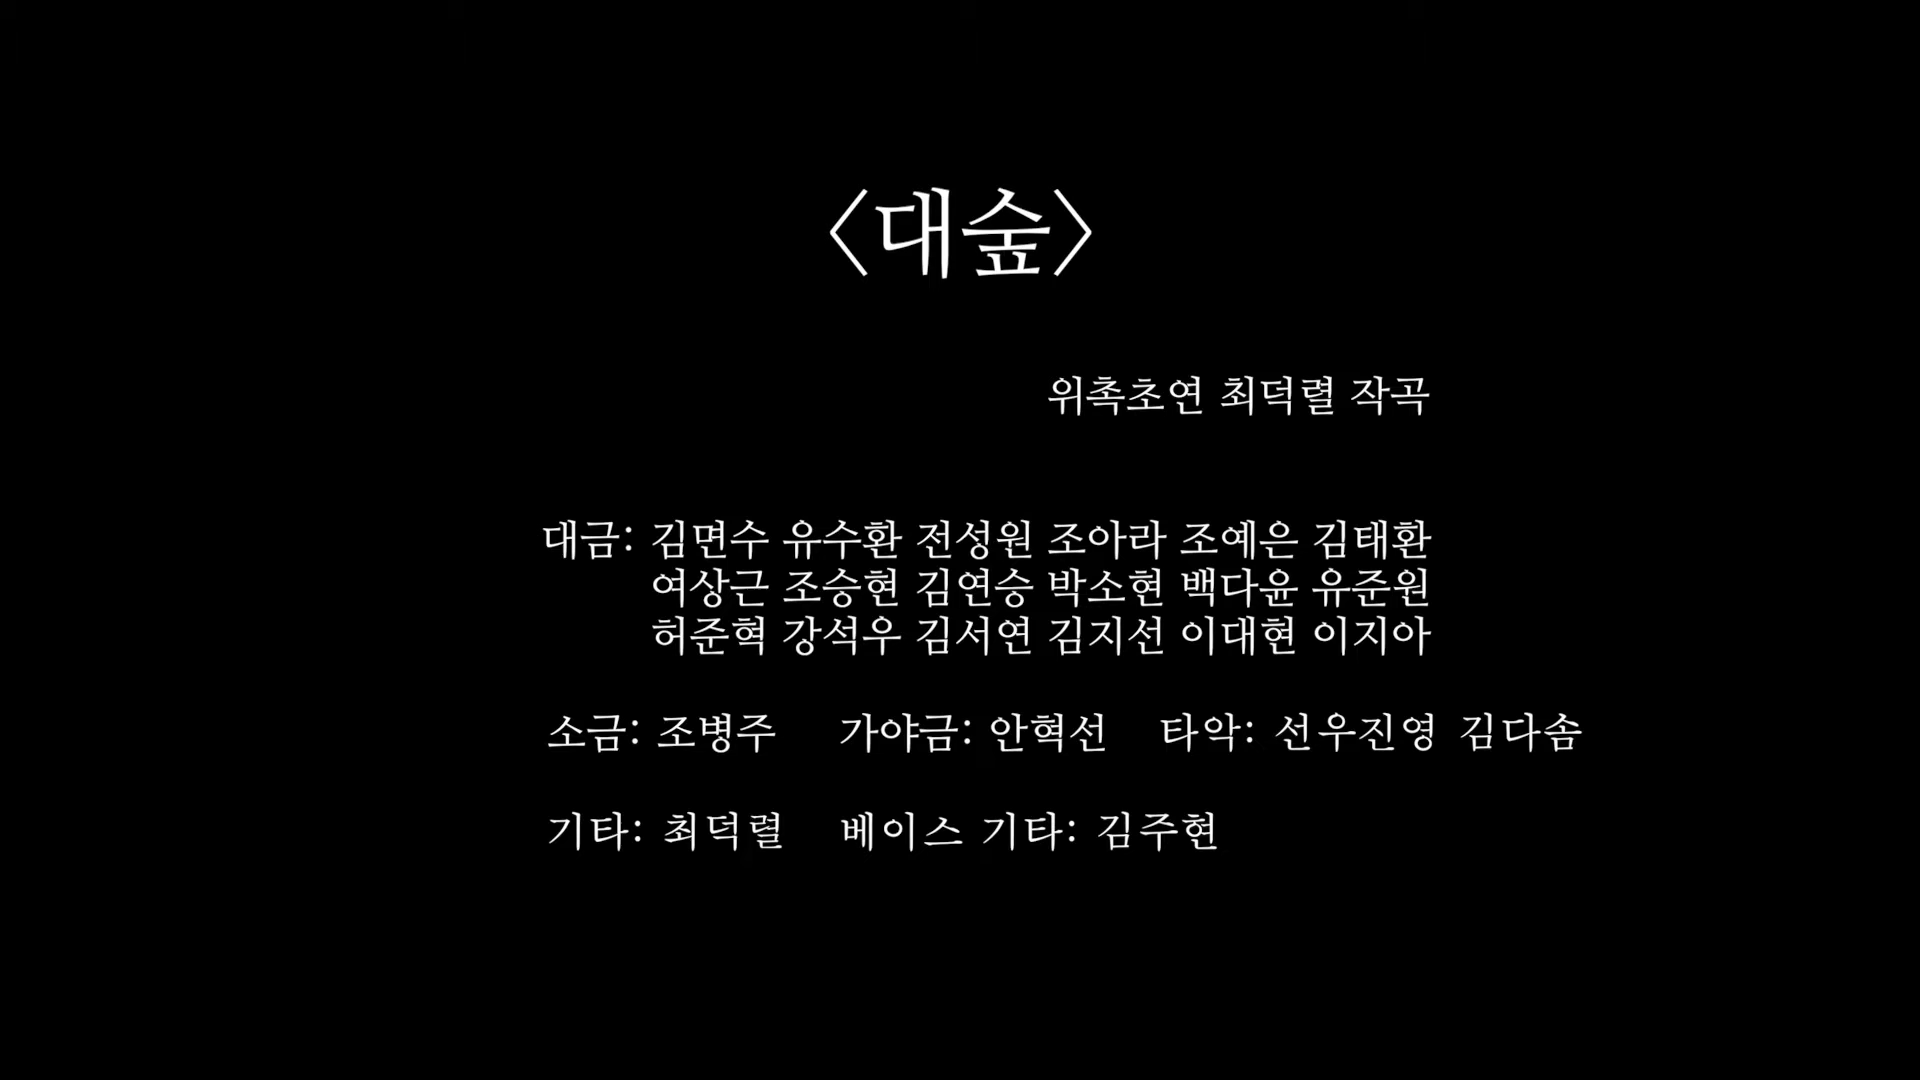 〈대숲〉
위촉초연 최덕렬 작곡
대금: 김면수 유수환 전성원 조아라 조예은 김태환
여상근 조승현 김연승 박소현 백다윤 유준원
허준혁 강석우 김서연 김지선 이대현 이지아
소금: 조병주 가야금: 안혁선 타악: 선우진영 김다솜
기타: 최덕렬 베이스 기타: 김주현